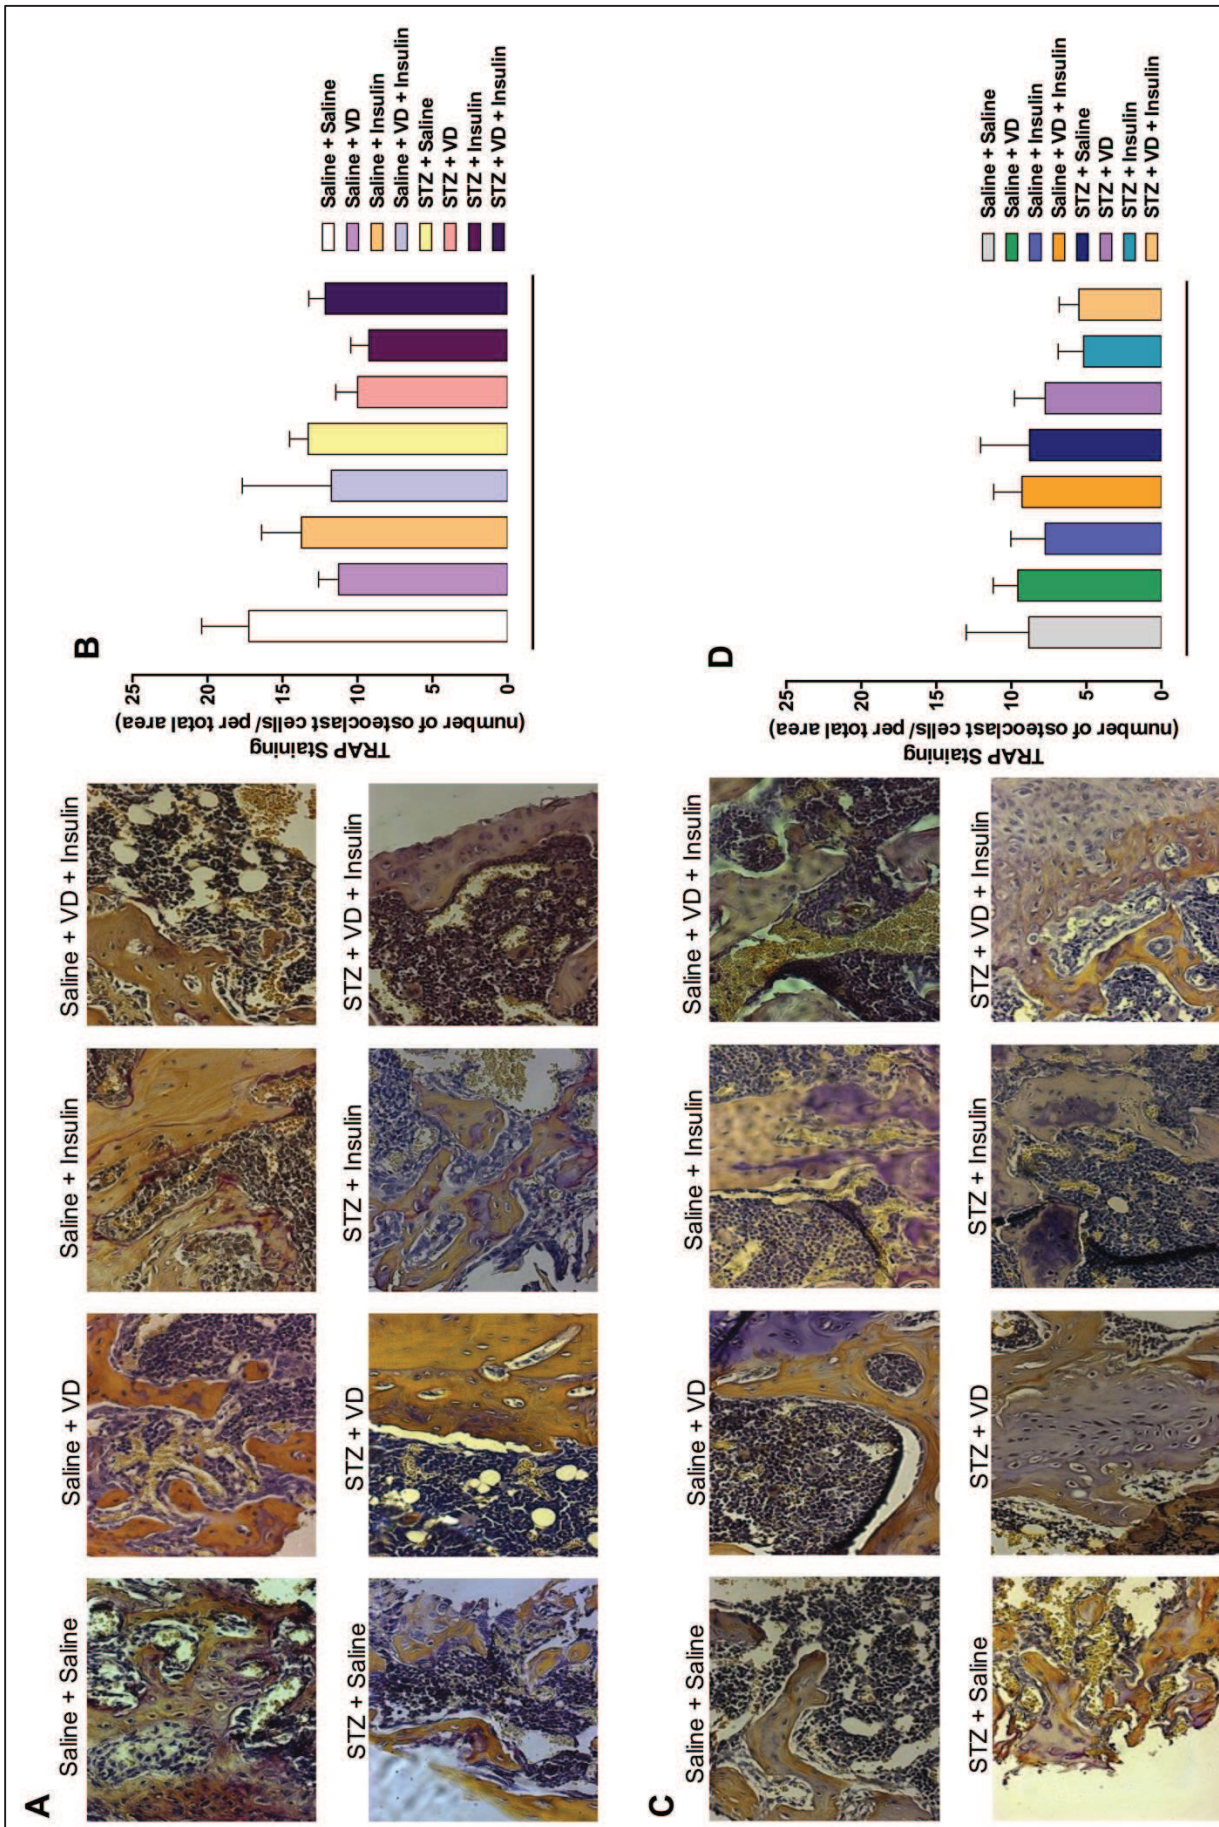 A
Saline + Saline
Saline + VD
Saline + Insulin
Saline + VD + Insulin
STZ + Saline
STZ + VD
STZ + Insulin
STZ + VD + Insulin
B
TRAP Staining
(number of osteoclast cells/ per total area)
25
20
15
10
5
0
Saline + Saline
Saline + VD
Saline + Insulin
Saline + VD + Insulin
STZ + Saline
STZ + VD
STZ + Insulin
STZ + VD + Insulin
C
Saline + Saline
Saline + VD
Saline + Insulin
Saline + VD + Insulin
STZ + Saline
STZ + VD
STZ + Insulin
STZ + VD + Insulin
D
TRAP Staining
(number of osteoclast cells/ per total area)
25
20
15
10
5
0
Saline + Saline
Saline + VD
Saline + Insulin
Saline + VD + Insulin
STZ + Saline
STZ + VD
STZ + Insulin
STZ + VD + Insulin